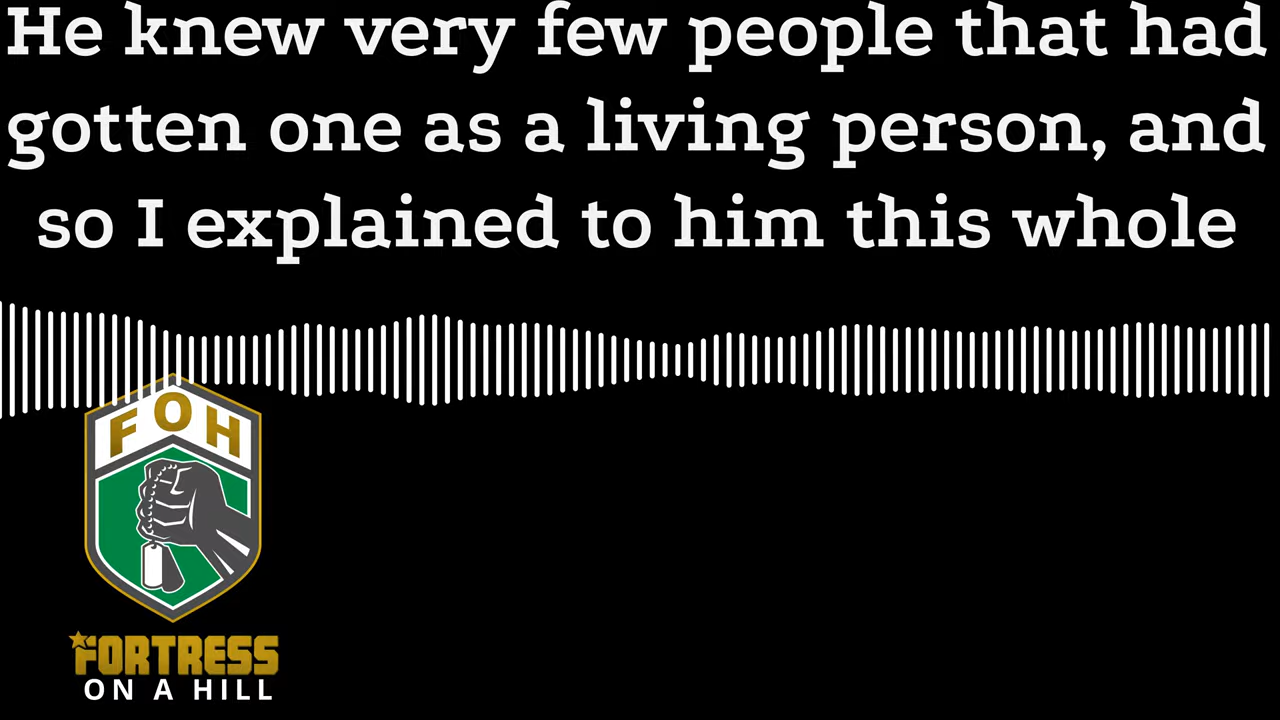 He knew very few people that had
gotten one as a living person, and
so I explained to him this whole
FOH
FORTRESS
ON A HILL